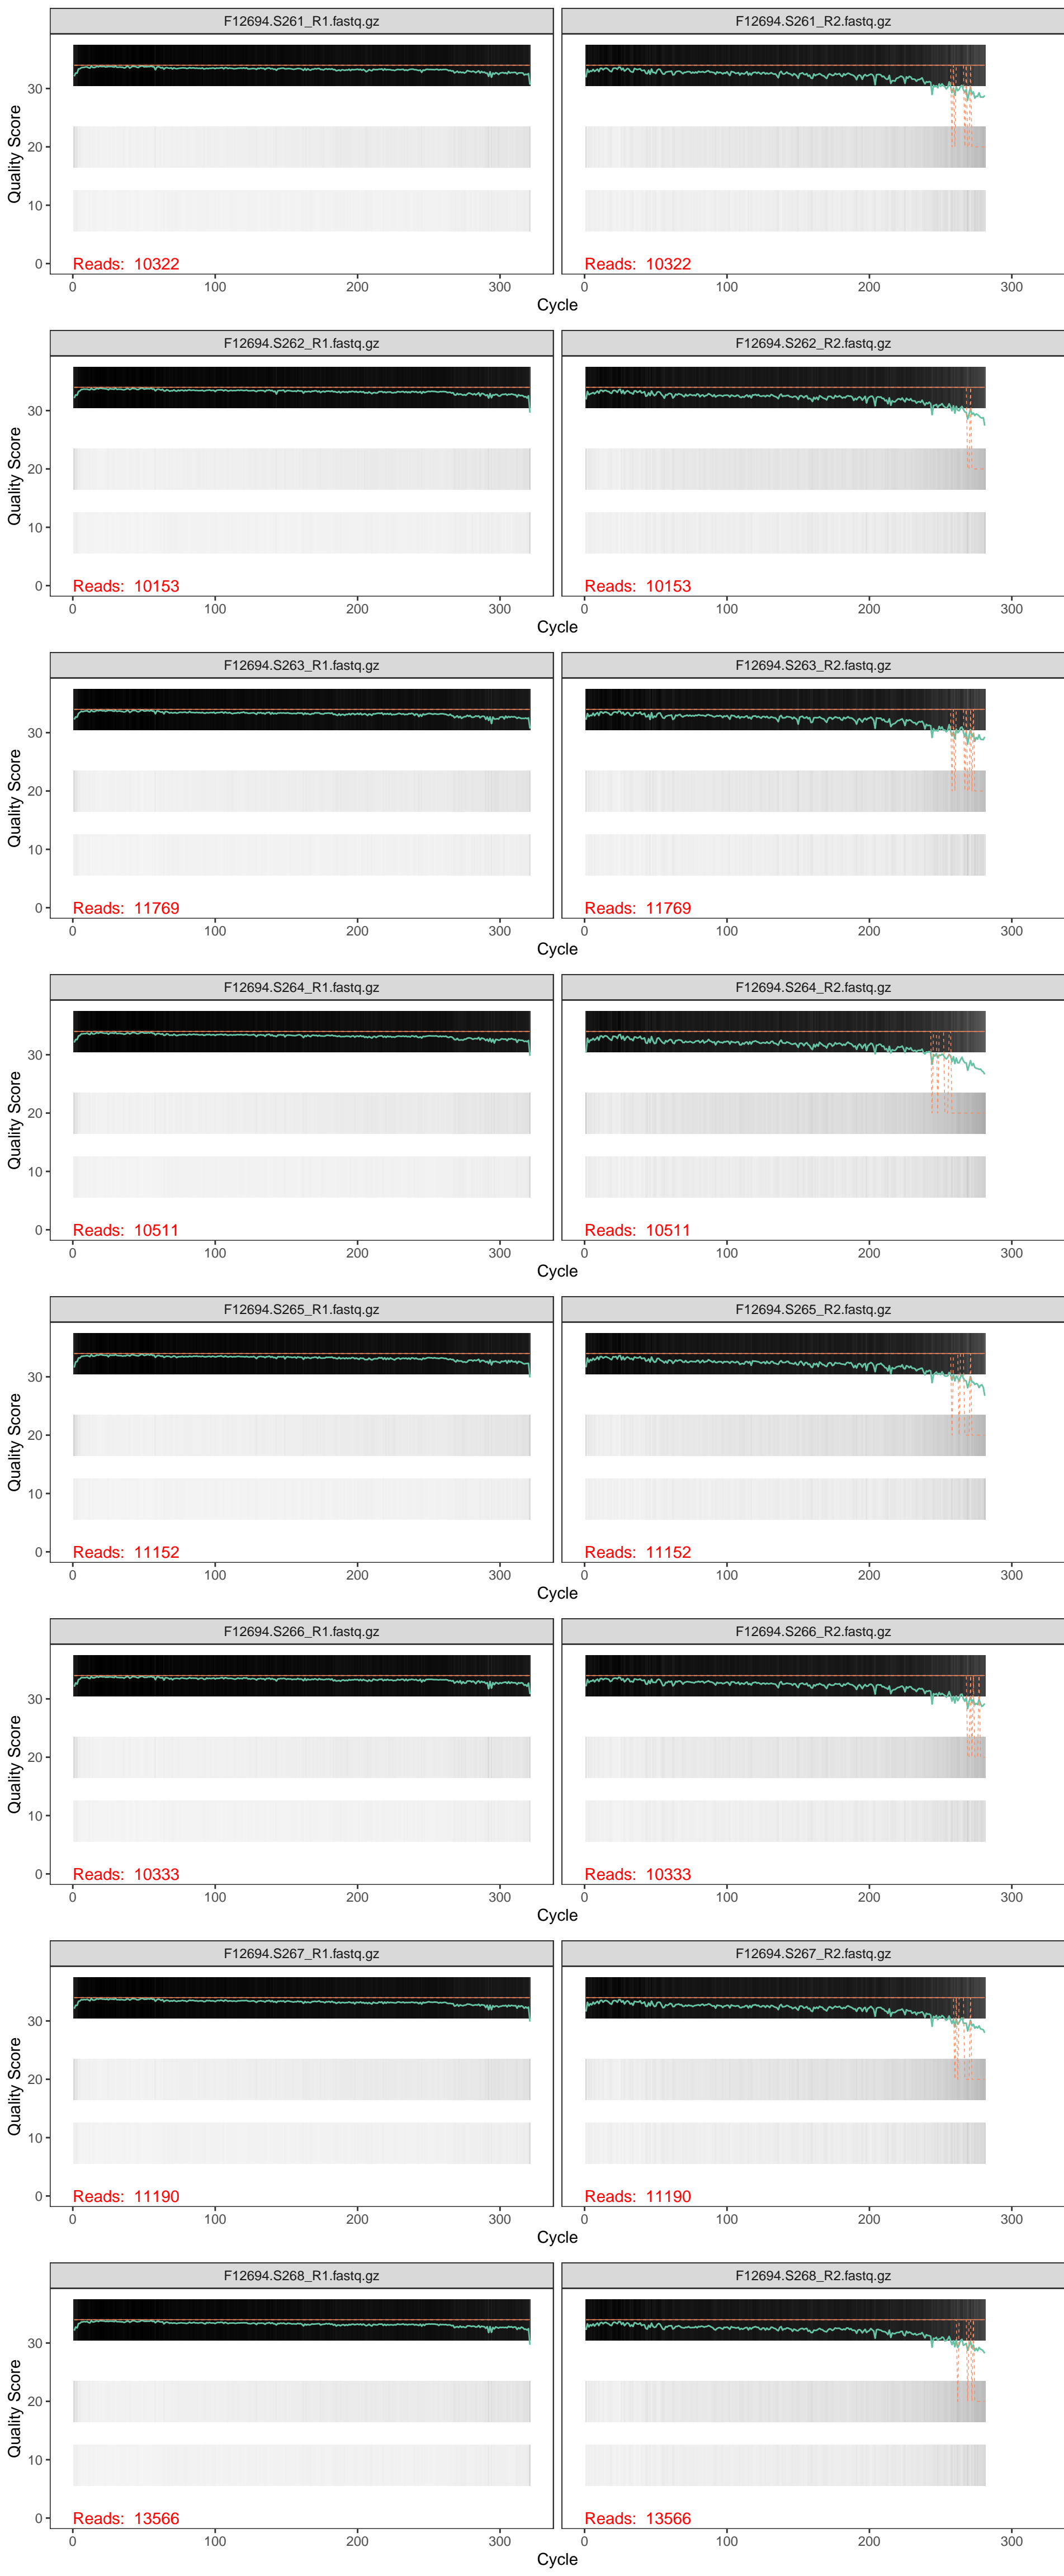 F12694.S261_R1.fastq.gz
F12694.S261_R2.fastq.gz
Quality Score
30
20
10
0
Reads: 10322
Reads: 10322
0 100 200 300
0 100 200 300
Cycle
F12694.S262_R1.fastq.gz
F12694.S262_R2.fastq.gz
Quality Score
30
20
10
0
Reads: 10153
Reads: 10153
0 100 200 300
0 100 200 300
Cycle
F12694.S263_R1.fastq.gz
F12694.S263_R2.fastq.gz
Quality Score
30
20
10
0
Reads: 11769
Reads: 11769
0 100 200 300
0 100 200 300
Cycle
F12694.S264_R1.fastq.gz
F12694.S264_R2.fastq.gz
Quality Score
30
20
10
0
Reads: 10511
Reads: 10511
0 100 200 300
0 100 200 300
Cycle
F12694.S265_R1.fastq.gz
F12694.S265_R2.fastq.gz
Quality Score
30
20
10
0
Reads: 11152
Reads: 11152
0 100 200 300
0 100 200 300
Cycle
F12694.S266_R1.fastq.gz
F12694.S266_R2.fastq.gz
Quality Score
30
20
10
0
Reads: 10333
Reads: 10333
0 100 200 300
0 100 200 300
Cycle
F12694.S267_R1.fastq.gz
F12694.S267_R2.fastq.gz
Quality Score
30
20
10
0
Reads: 11190
Reads: 11190
0 100 200 300
0 100 200 300
Cycle
F12694.S268_R1.fastq.gz
F12694.S268_R2.fastq.gz
Quality Score
30
20
10
0
Reads: 13566
Reads: 13566
0 100 200 300
0 100 200 300
Cycle